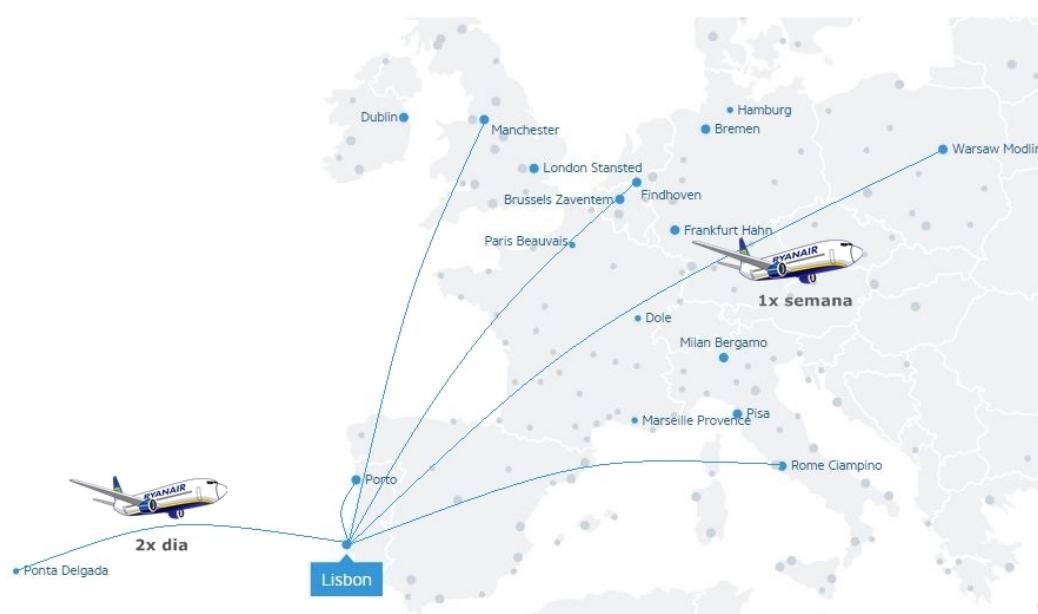 Hamburg
Dublin
Bremen
Manchester
Warsaw Modlin
London Stansted
Eindhoven
Brussels Zaventem
Frankfurt Hahn
Paris Beauvais
RYANAIR
1x semana
Dole
Milan Bergamo
Pisa
Marseille Provence
Rome Ciampino
Porto
RYANAIR
2x dia
Ponta Delgada
Lisbon